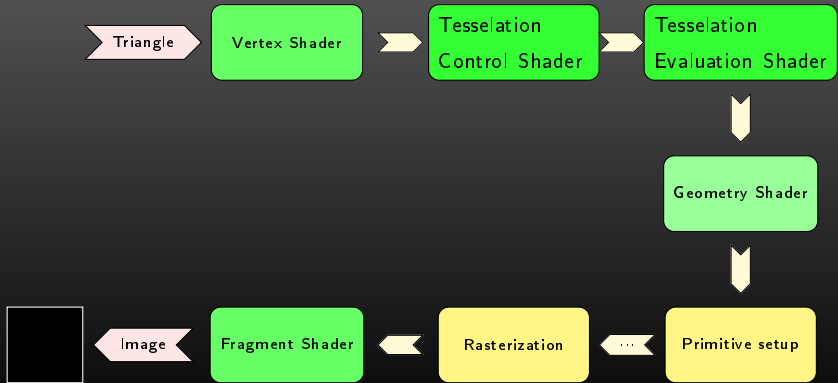 Triangle
Vertex Shader
Tesselation
Control Shader
Tesselation
Evaluation Shader
Geometry Shader
Primitive setup
...
Rasterization
Fragment Shader
Image